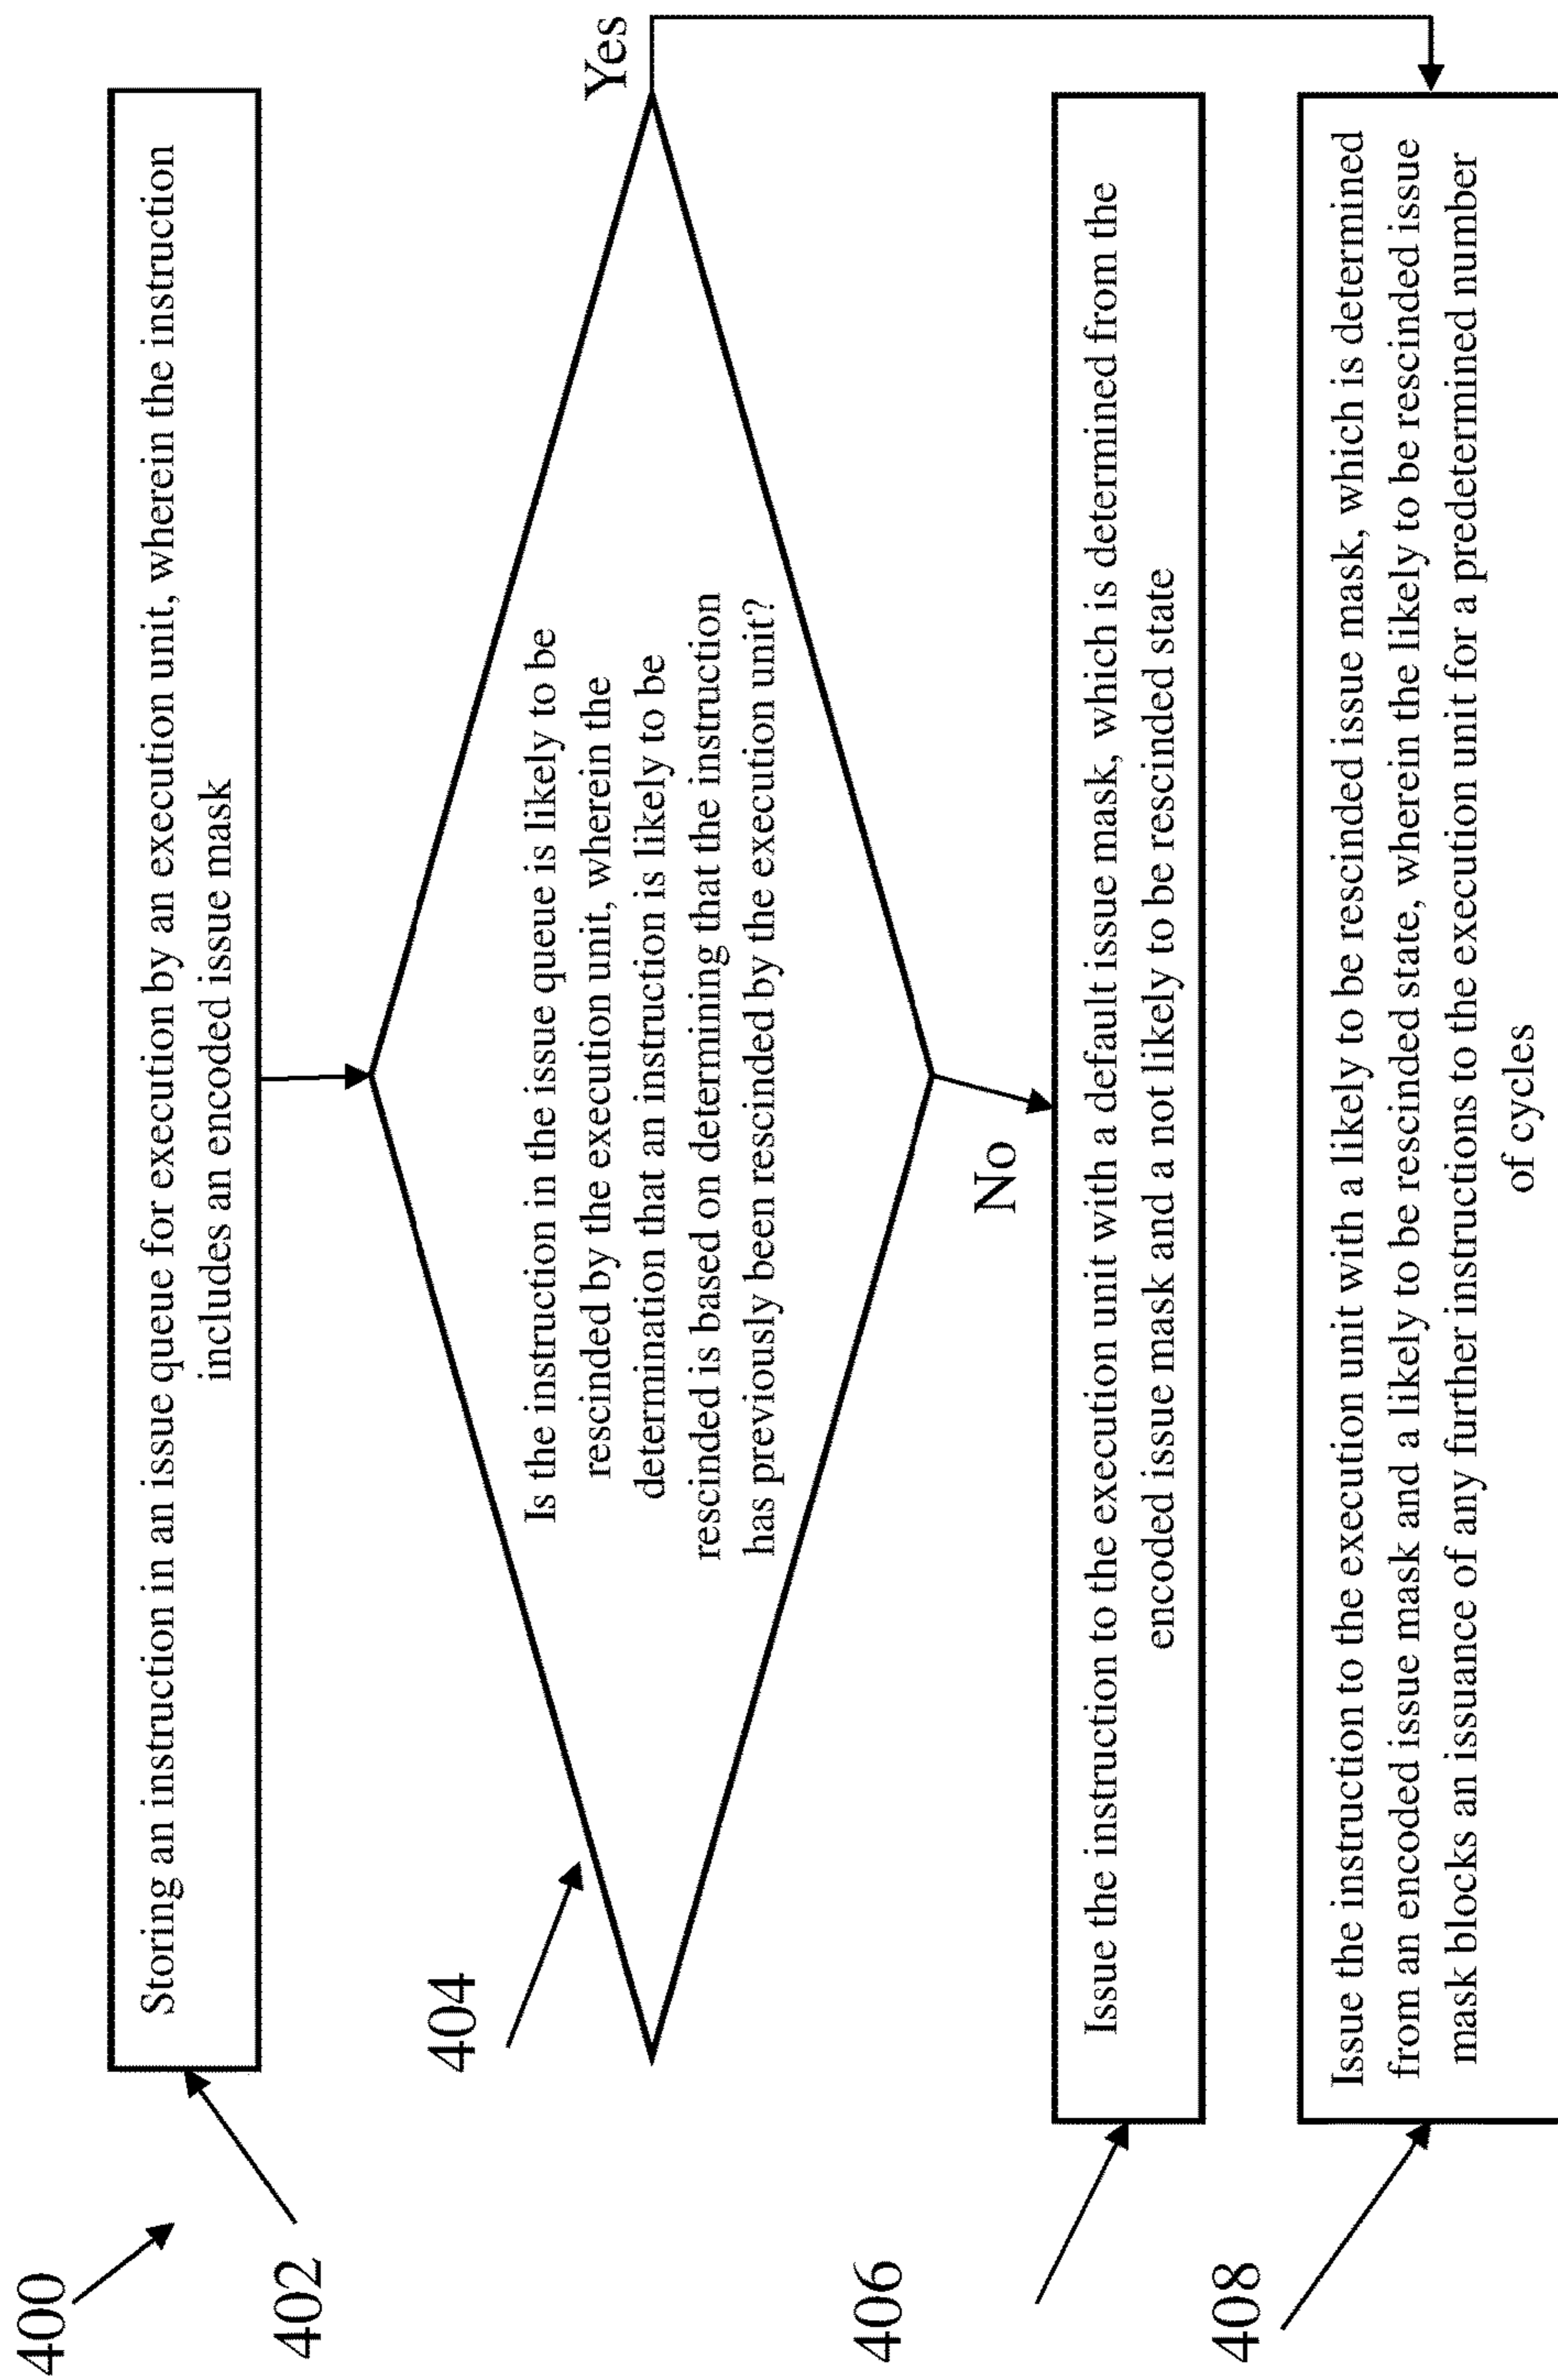 400
402
Storing an instruction in an issue queue for execution by an execution unit, wherein the instruction
includes an encoded issue mask
404
Is the instruction in the issue queue is likely to be
rescinded by the execution unit, wherein the
determination that an instruction is likely to be
rescinded is based on determining that the instruction
has previously been rescinded by the execution unit?
Yes
No
406
Issue the instruction to the execution unit with a default issue mask, which is determined from the
encoded issue mask and a not likely to be rescinded state
408
Issue the instruction to the execution unit with a likely to be rescinded issue mask, which is determined
from an encoded issue mask and a likely to be rescinded state, wherein the likely to be rescinded issue
mask blocks an issuance of any further instructions to the execution unit for a predetermined number
of cycles